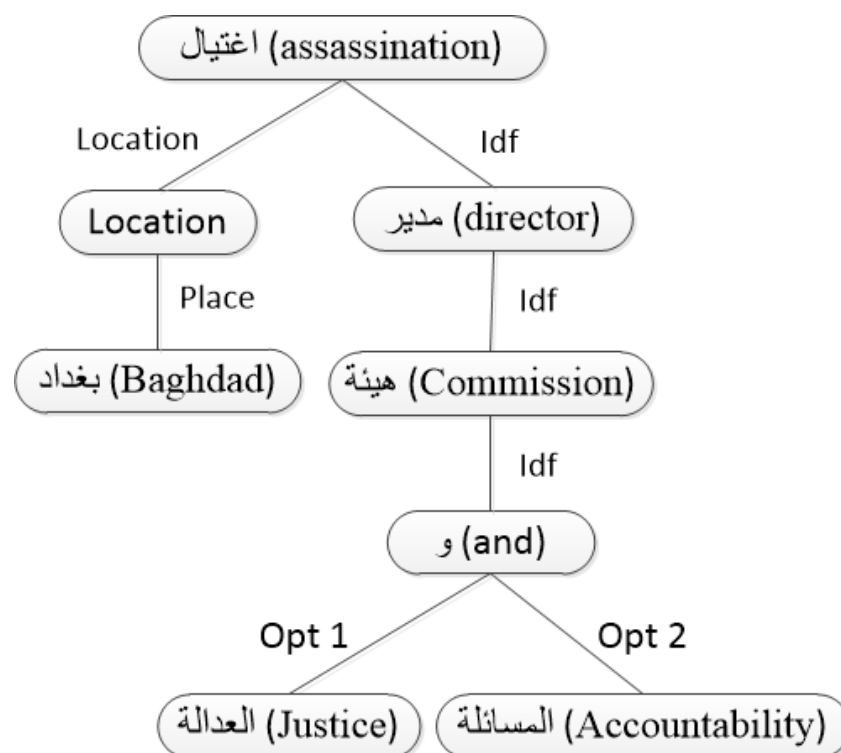 اغتيال (assassination)
Location
Idf
Location
مدير (director)
Place
Idf
بغداد (Baghdad)
هيئة (Commission)
Idf
و (and)
Opt 1
Opt 2
العدالة (Justice)
المسائلة (Accountability)